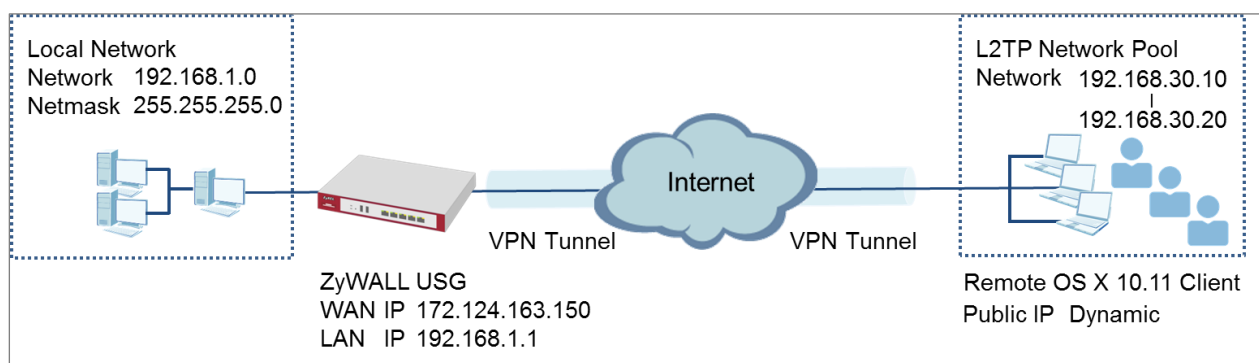 Local Network
Network 192.168.1.0
Netmask 255.255.255.0
L2TP Network Pool
Network 192.168.30.10
192.168.30.20
Internet
VPN Tunnel
VPN Tunnel
ZyWALL USG
WAN IP 172.124.163.150
LAN IP 192.168.1.1
Remote OS X 10.11 Client
Public IP Dynamic